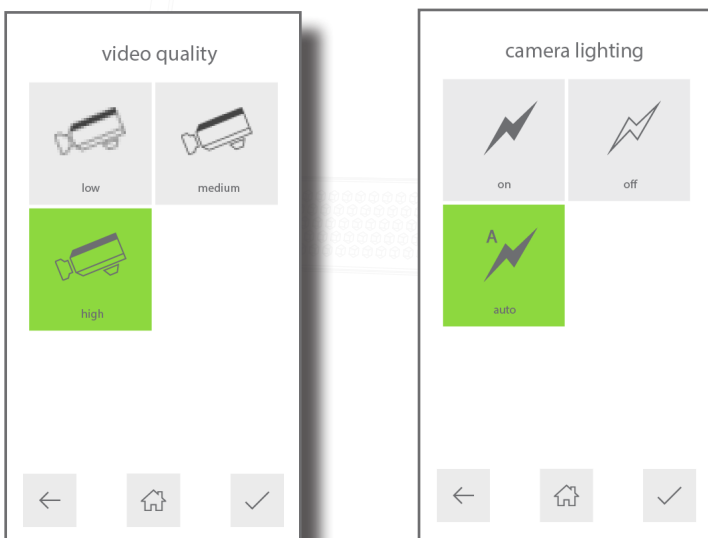 video quality
low
medium
high
camera lighting
on
off
A
auto